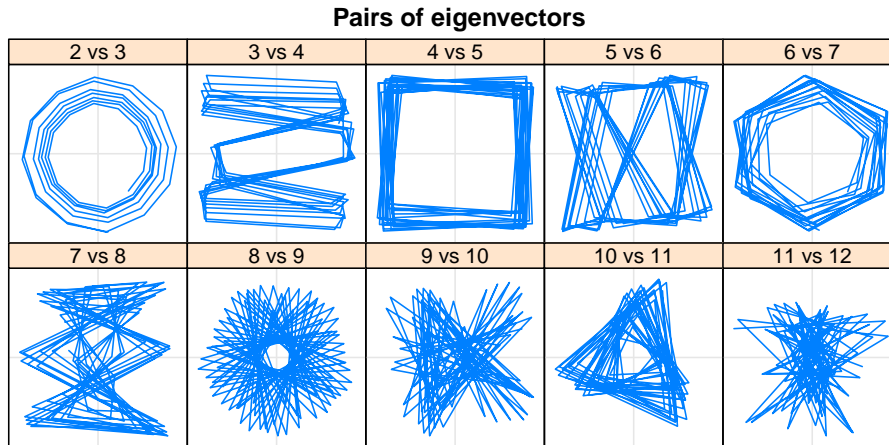 Pairs of eigenvectors
2 vs 3 3 vs 4 4 vs 5 5 vs 6 6 vs 7
7 vs 8 8 vs 9 9 vs 10 10 vs 11 11 vs 12